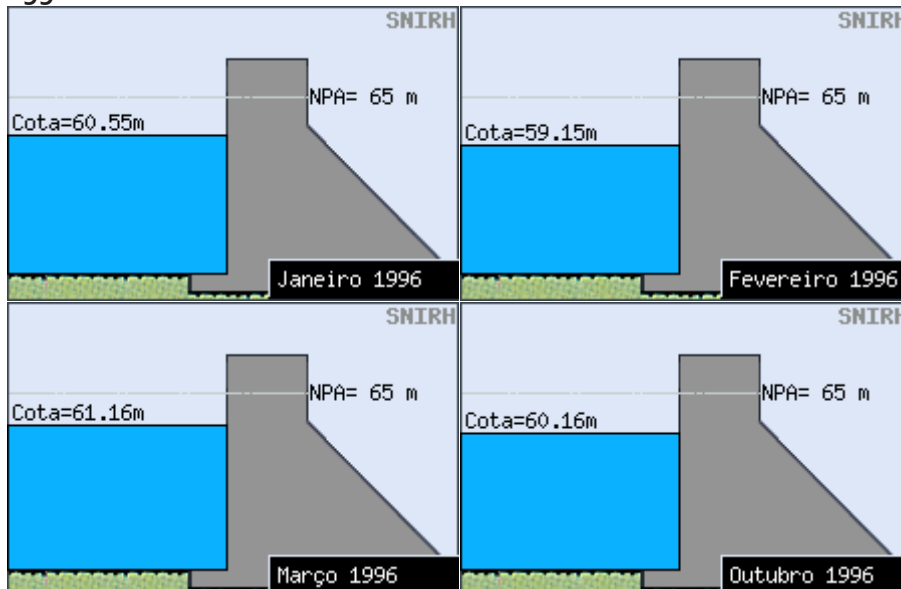 SNIRH
NPA= 65 m
Cota=60.55m
Janeiro 1996
SNIRH
NPA= 65 m
Cota=59.15m
Fevereiro 1996
SNIRH
NPA= 65 m
Cota=61.16m
Março 1996
SNIRH
NPA= 65 m
Cota=60.16m
Outubro 1996